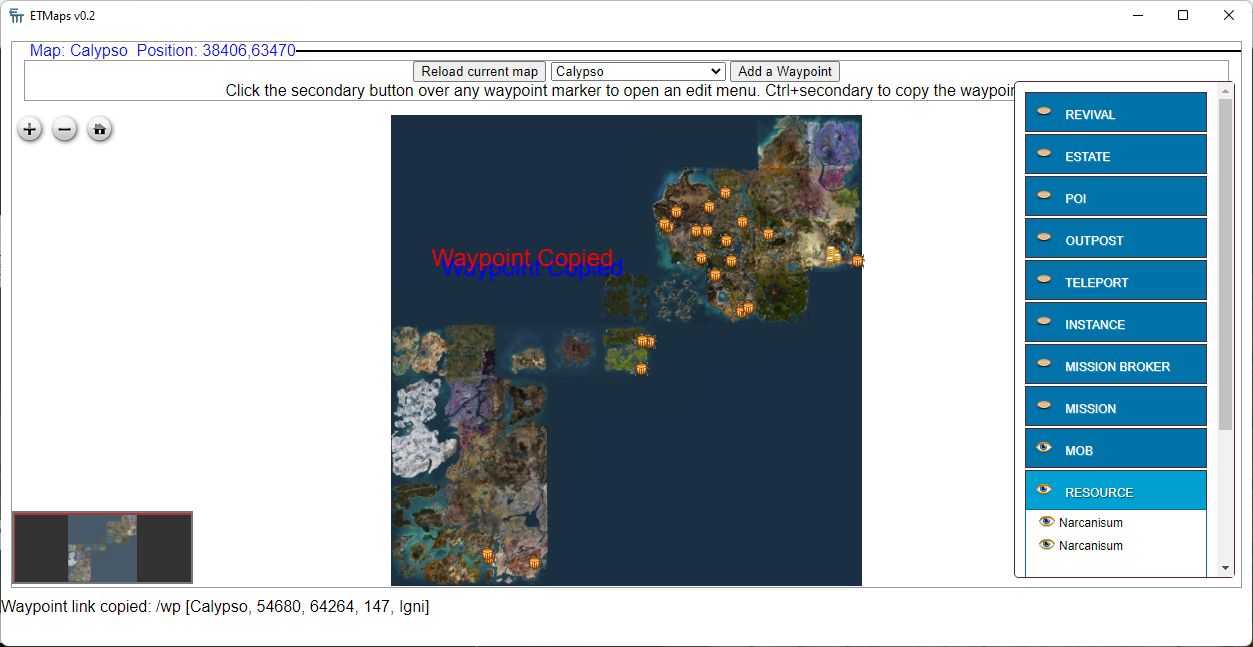 ETMaps v0.2
Map: Calypso Position: 38406,63470
Reload current map Calypso Add a Waypoint
Click the secondary button over any waypoint marker to open an edit menu. Ctrl+secondary to copy the waypoin
REVIVAL
ESTATE
POI
OUTPOST
TELEPORT
INSTANCE
MISSION BROKER
MISSION
MOB
RESOURCE
Narcanisum
Narcanisum
Waypoint Copied
Waypoint Copied
Waypoint link copied: /wp [Calypso, 54680, 64264, 147, Igni]